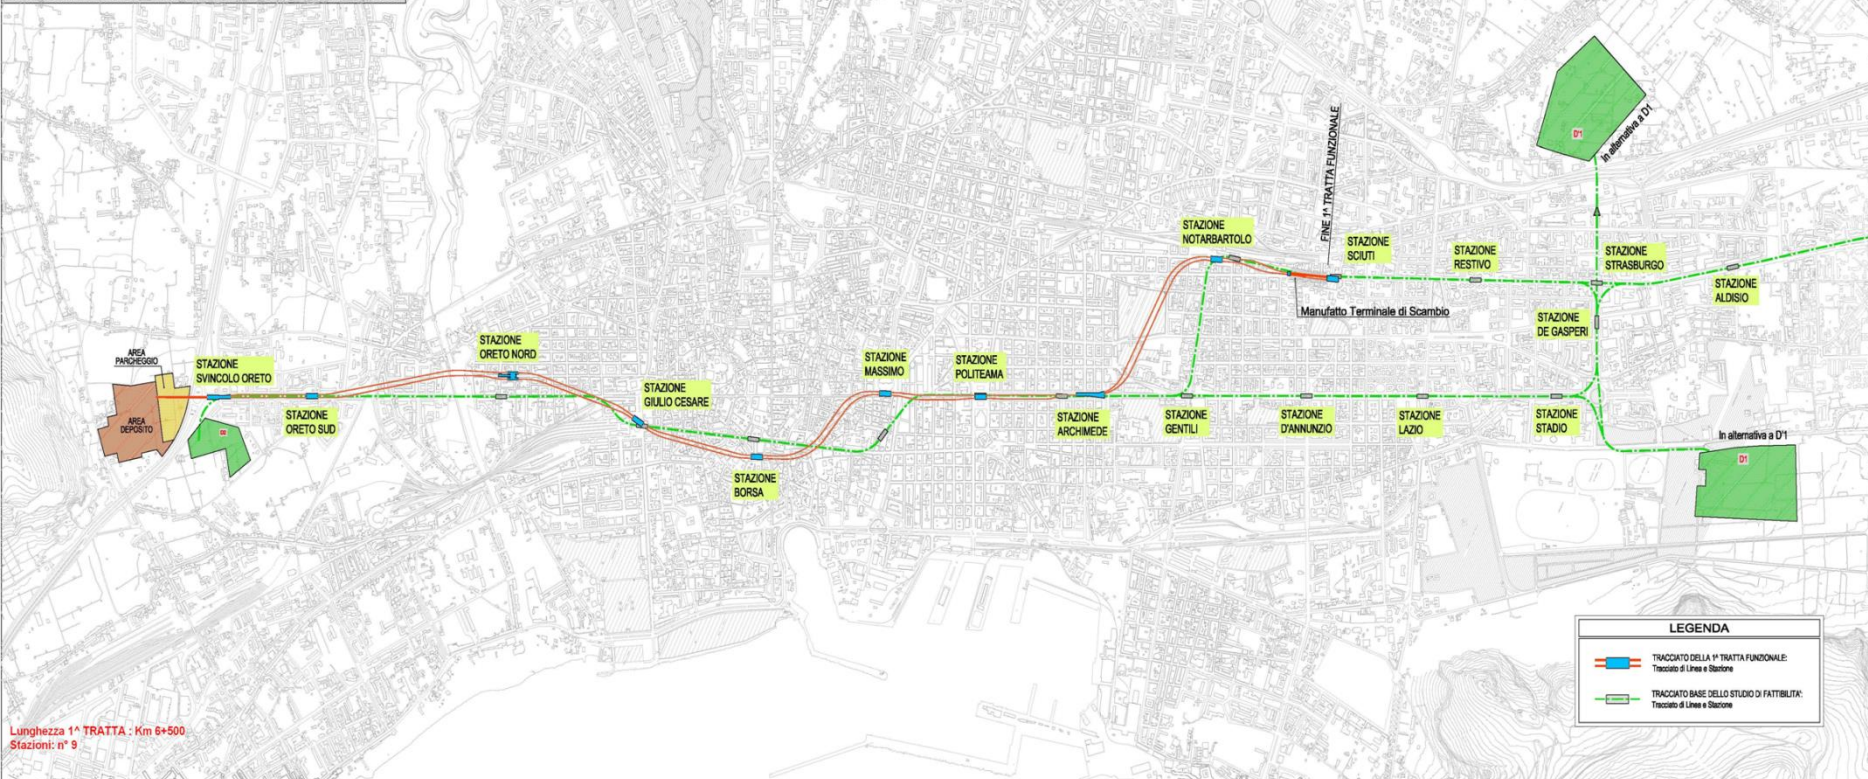 AREA
PARCHEGGIO
AREA
DEPOSITO
STAZIONE
SVINCOLO ORETO
STAZIONE
ORETO SUD
STAZIONE
ORETO NORD
STAZIONE
GIULIO CESARE
STAZIONE
BORSA
STAZIONE
MASSIMO
STAZIONE
POLITEAMA
STAZIONE
ARCHIMEDE
STAZIONE
GENTILI
STAZIONE
NOTARBARTOLO
FINE 1^ TRATTA FUNZIONALE
STAZIONE
SCIUTI
Manufatto Terminale di Scambio
STAZIONE
D'ANNUNZIO
STAZIONE
LAZIO
STAZIONE
RESTIVO
STAZIONE
STRASBURGO
STAZIONE
DE GASPERI
STAZIONE
STADIO
STAZIONE
ALDISIO
D'1
In alternativa a D1
In alternativa a D'1
D1
LEGENDA
TRACCIATO DELLA 1^ TRATTA FUNZIONALE:
Tracciato di Linea e Stazione
TRACCIATO BASE DELLO STUDIO DI FATTIBILITA':
Tracciato di Linea e Stazione
Lunghezza 1^ TRATTA : Km 6+500
Stazioni: n° 9